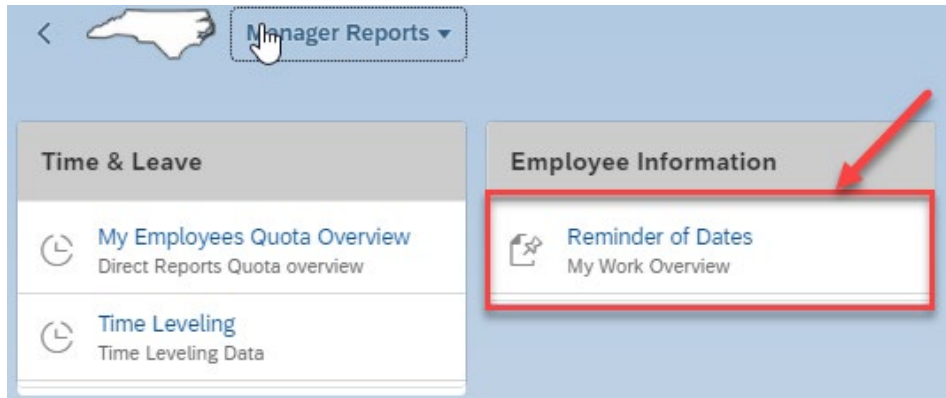 Manager Reports
Time & Leave
My Employees Quota Overview
Direct Reports Quota overview
Time Leveling
Time Leveling Data
Employee Information
Reminder of Dates
My Work Overview